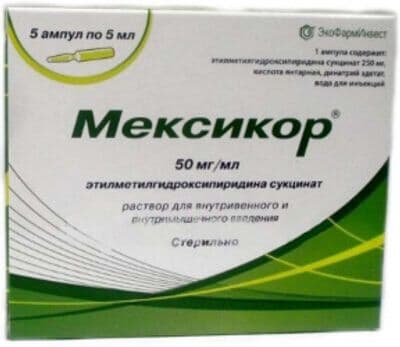 5 ампул по 5 мл
ЭкоФармИнвест
1 ампула содержит:
этилметилгидроксипиридина сукцинат 250 мг,
кислота янтарная, динатрий эдетат,
вода для инъекций
Мексикор®
50 мг/мл
этилметилгидроксипиридина сукцинат
раствор для внутривенного и
внутримышечного введения
Стерильно